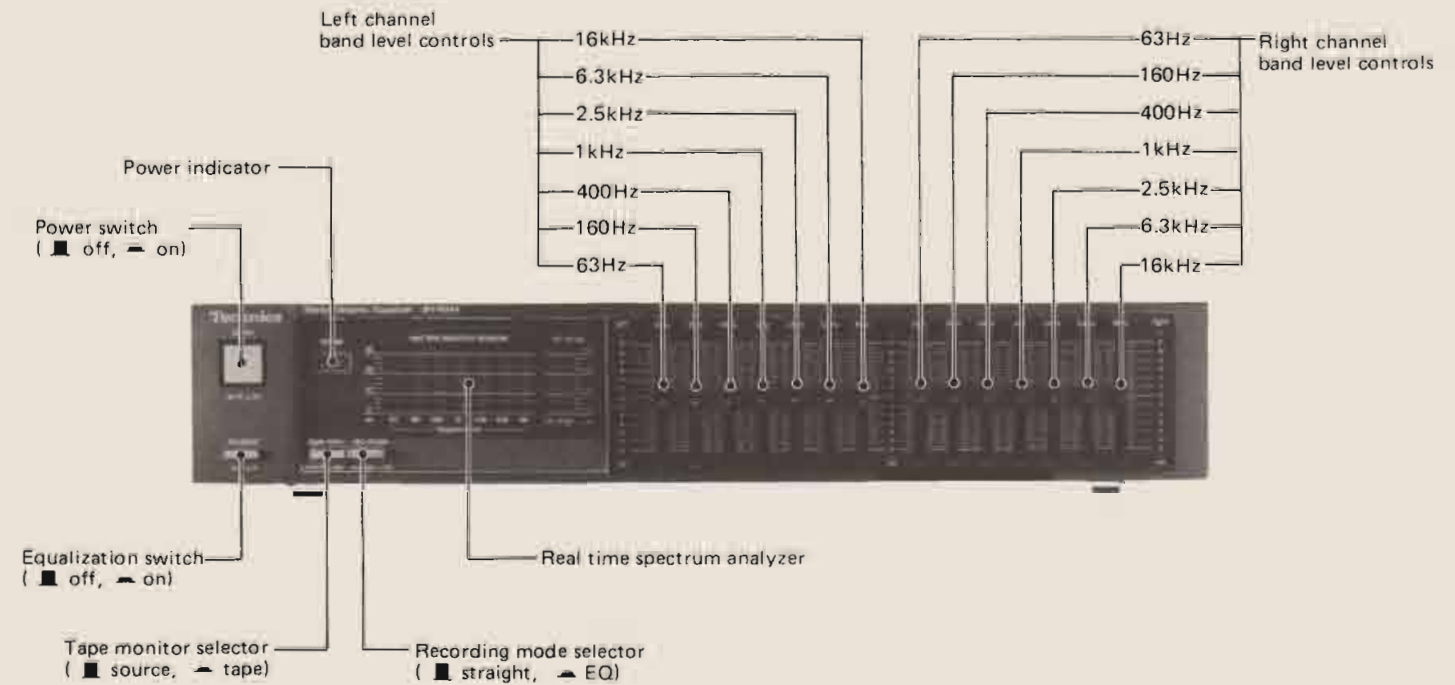 Left channel
band level controls
16kHz
6.3kHz
2.5kHz
1kHz
400Hz
160Hz
63Hz
63Hz
160Hz
400Hz
1kHz
2.5kHz
6.3kHz
16kHz
Right channel
band level controls
Power indicator
Power switch
( off, on)
Technics
Equalization switch
( off, on)
Real time spectrum analyzer
Tape monitor selector
( source, tape)
Recording mode selector
( straight, EQ)